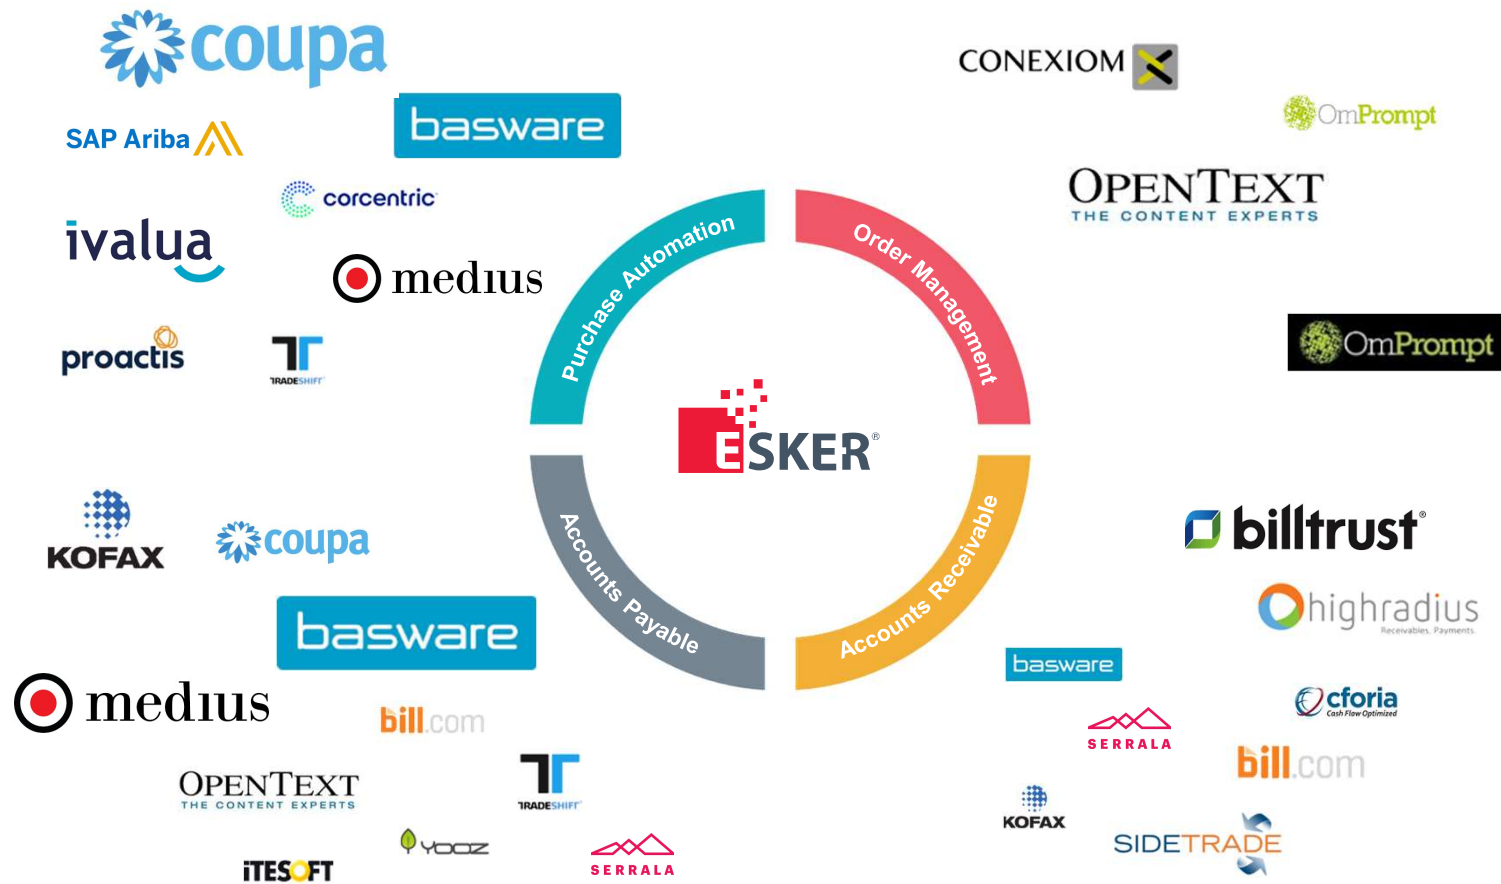 coupa
SAP Ariba
basware
corcentric
ivalua
medius
proactis
TRADESHIFT
CONEXIOM
OmPrompt
OPENTEXT
THE CONTENT EXPERTS
OmPrompt
Purchase Automation
Order Management
ESKER®
Accounts Payable
Accounts Receivable
KOFAX
coupa
basware
medius
bill.com
OPENTEXT
THE CONTENT EXPERTS
TRADESHIFT
YOOZ
iTESOFT
SERRALA
billtrust®
highradius
Receivables. Payments.
basware
cforia
Cash Flow Optimized
SERRALA
bill.com
KOFAX
SIDETRADE